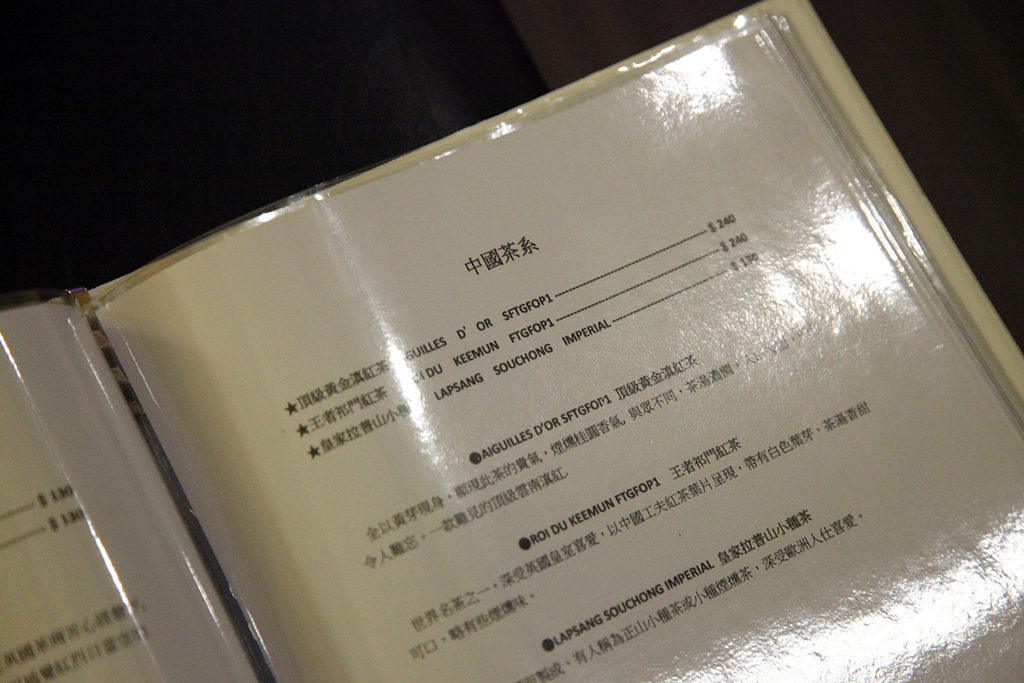 中國茶系
★頂級黃金滇紅茶 AIGUILLES D' OR SFTGFOP1 $ 240
★王者祁門紅茶 ROI DU KEEMUN FTGFOP1 $ 240
★皇家拉普山小種 LAPSANG SOUCHONG IMPERIAL $ 130
●AIGUILLES D'OR SFTGFOP1 頂級黃金滇紅茶
全以黃芽現身，顯現此茶的貴氣，煙燻桂圓香氣, 與眾不同，茶湯濃闇，
令人難忘。一款難見的頂級雲南滇紅.
●ROI DU KEEMUN FTGFOP1 王者祁門紅茶
世界名茶之一，深受英國皇室喜愛，以中國工夫紅茶葉片呈現，帶有白色葉芽，茶湯香甜
可口，略有些煙燻味。
●LAPSANG SOUCHONG IMPERIAL 皇家拉普山小種茶
製成，有人稱為正山小種茶或小種煙燻茶，深受歐洲人仕喜愛。
$ 130
$ 130